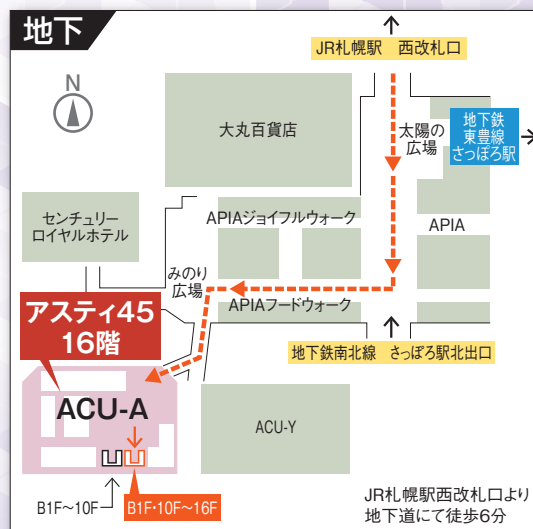 地下
JR札幌駅 西改札口
N
大丸百貨店
太陽の
広場
地下鉄
東豊線
さっぽろ駅
センチュリー
ロイヤルホテル
APIAジョイフルウォーク
APIA
みのり
広場
APIAフードウォーク
アスティ45
16階
地下鉄南北線 さっぽろ駅北出口
ACU-A
ACU-Y
B1F~10F
B1F・10F~16F
JR札幌駅西改札口より
地下道にて徒歩6分